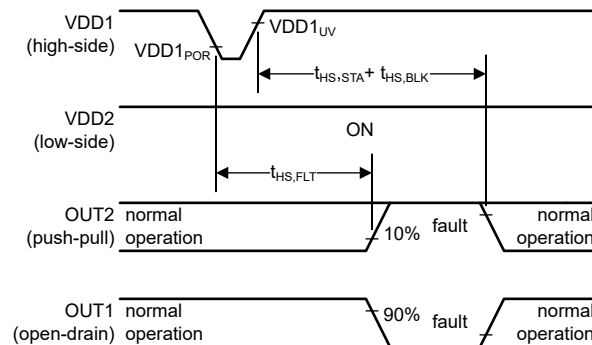 VDD1
(high-side)
VDD1POR
VDD1UV
tHS,STA+ tHS,BLK
VDD2
(low-side)
ON
tHS,FLT
OUT2
(push-pull)
normal
operation
10%
fault
normal
operation
OUT1
(open-drain)
normal
operation
90%
fault
normal
operation